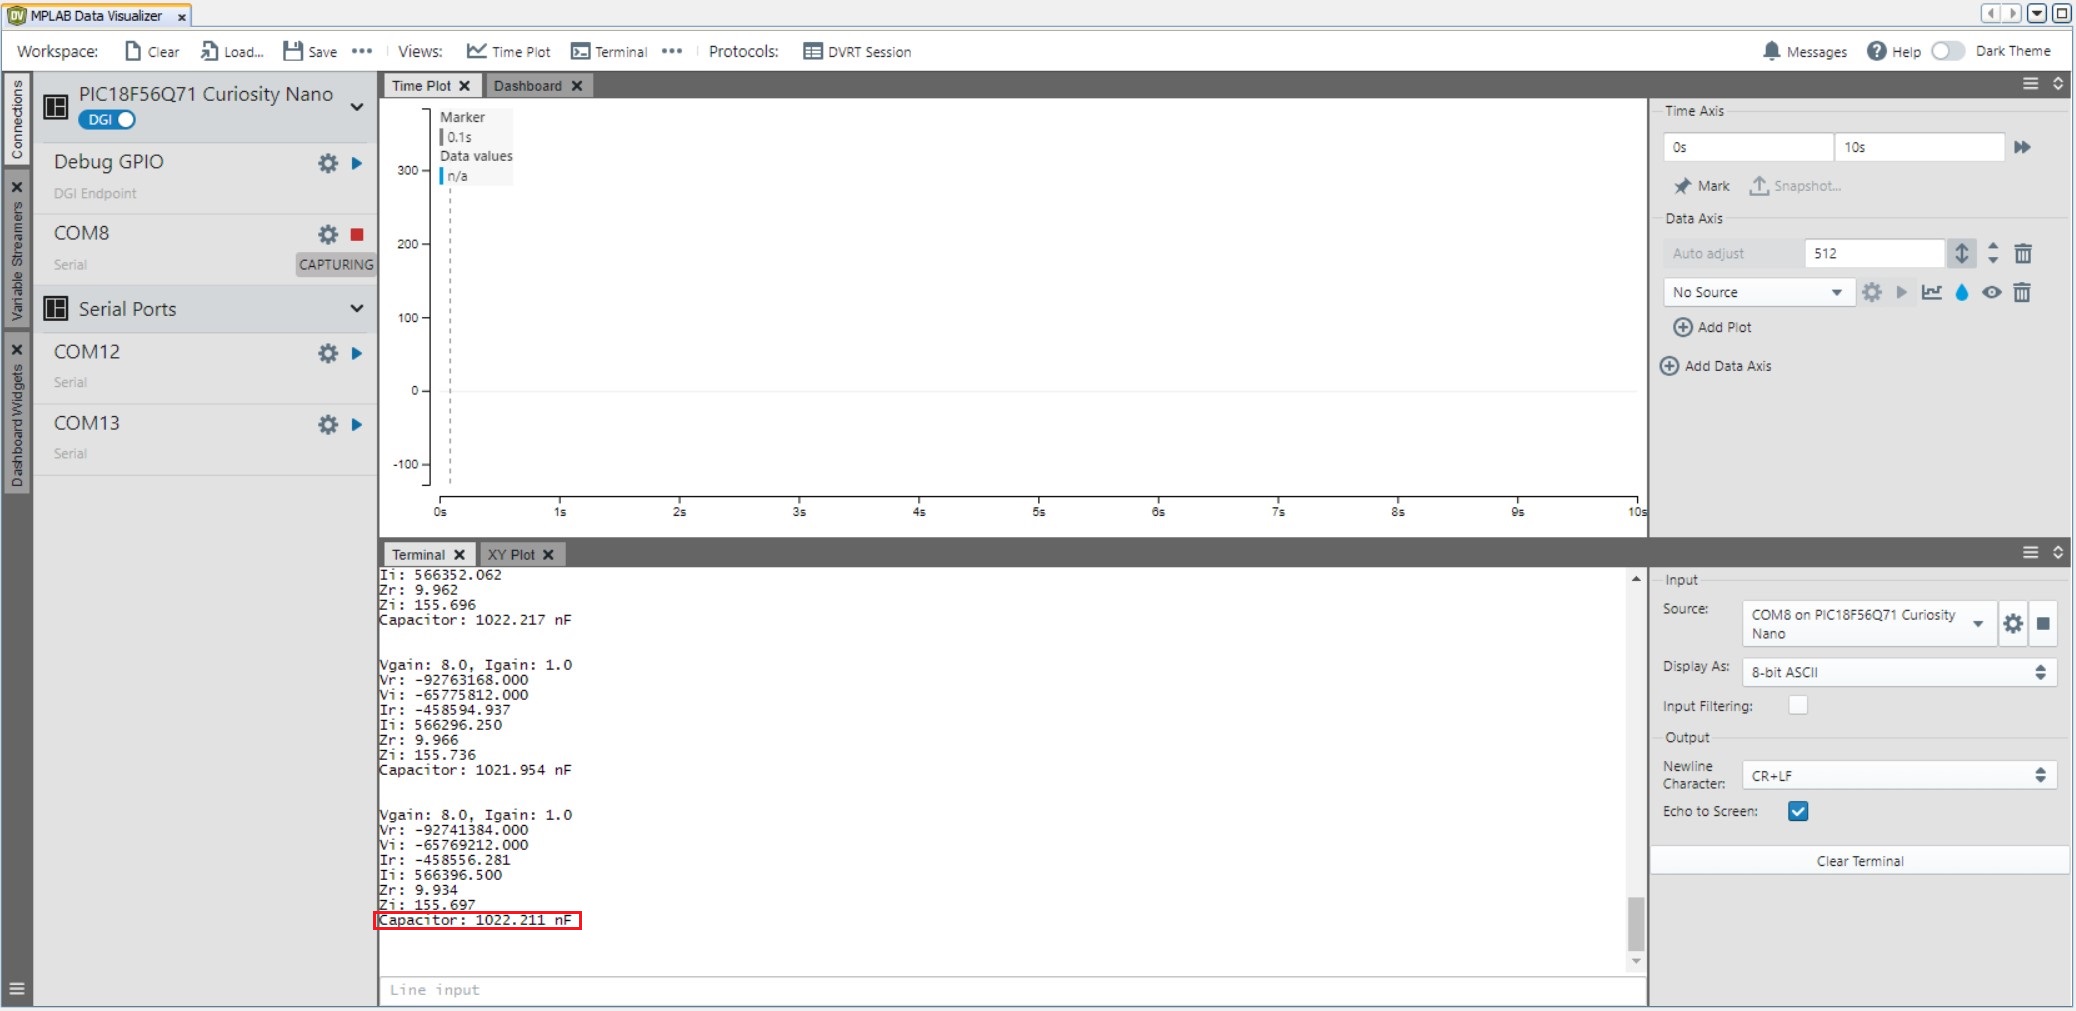 MPLAB Data Visualizer
Workspace: Clear Load... Save Views: Time Plot Terminal Protocols: DVRT Session Messages Help Dark Theme
Connections
Variable Streamers
Dashboard Widgets
PIC18F56Q71 Curiosity Nano
DGI
Debug GPIO
DGI Endpoint
COM8
Serial
CAPTURING
Serial Ports
COM12
Serial
COM13
Serial
Time Plot Dashboard
Marker
0.1s
Data values
n/a
300
200
100
0
-100
0s 1s 2s 3s 4s 5s 6s 7s 8s 9s 10s
Time Axis
0s 10s
Mark Snapshot...
Data Axis
Auto adjust 512
No Source
Add Plot
Add Data Axis
Terminal XY Plot
Ii: 566352.062
Zr: 9.962
Zi: 155.696
Capacitor: 1022.217 nF
Vgain: 8.0, Igain: 1.0
Vr: -92763168.000
Vi: -65775812.000
Ir: -458594.937
Ii: 566296.250
Zr: 9.966
Zi: 155.736
Capacitor: 1021.954 nF
Vgain: 8.0, Igain: 1.0
Vr: -92741384.000
Vi: -65769212.000
Ir: -458556.281
Ii: 566396.500
Zr: 9.934
Zi: 155.697
Capacitor: 1022.211 nF
Line input
Input
Source: COM8 on PIC18F56Q71 Curiosity
Nano
Display As: 8-bit ASCII
Input Filtering:
Output
Newline
Character: CR+LF
Echo to Screen:
Clear Terminal